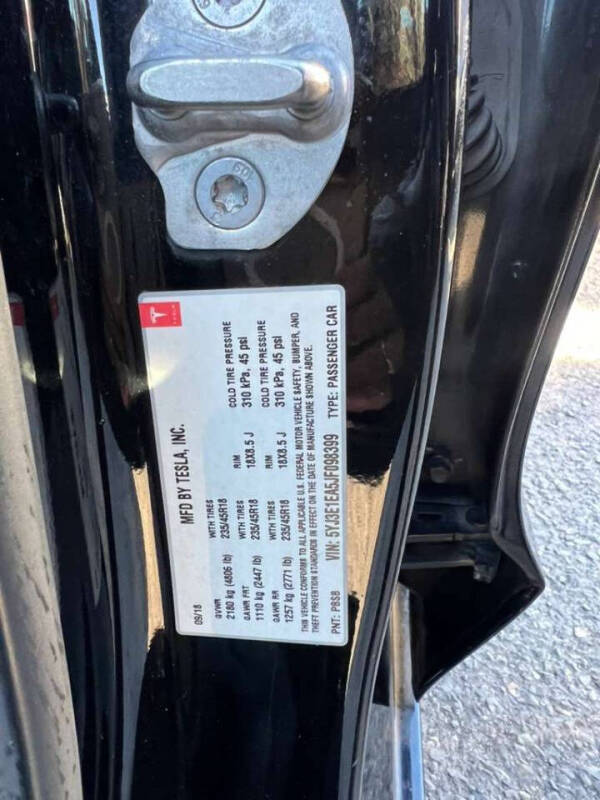 TESLA
MFD BY TESLA, INC.
09/18
GVWR WITH TIRES RIM COLD TIRE PRESSURE
2180 kg (4806 lb) 235/45R18 18X8.5 J 310 kPa, 45 psi
GAWR FRT WITH TIRES RIM COLD TIRE PRESSURE
1110 kg (2447 lb) 235/45R18 18X8.5 J 310 kPa, 45 psi
GAWR RR
1257 kg (2771 lb) 235/45R18
THIS VEHICLE CONFORMS TO ALL APPLICABLE U.S. FEDERAL MOTOR VEHICLE SAFETY, BUMPER, AND
THEFT PREVENTION STANDARDS IN EFFECT ON THE DATE OF MANUFACTURE SHOWN ABOVE.
PNT: PBSB VIN: 5YJ3E1EA5JF098399 TYPE: PASSENGER CAR